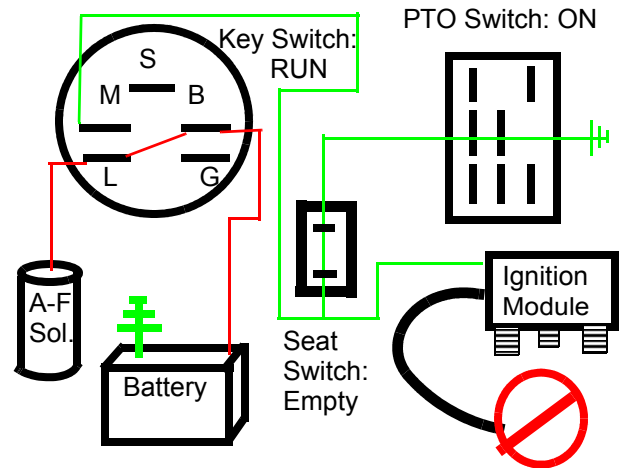 PTO Switch: ON
Key Switch:
RUN
S
M B
L G
A-F
Sol.
Battery
Seat
Switch:
Empty
Ignition
Module